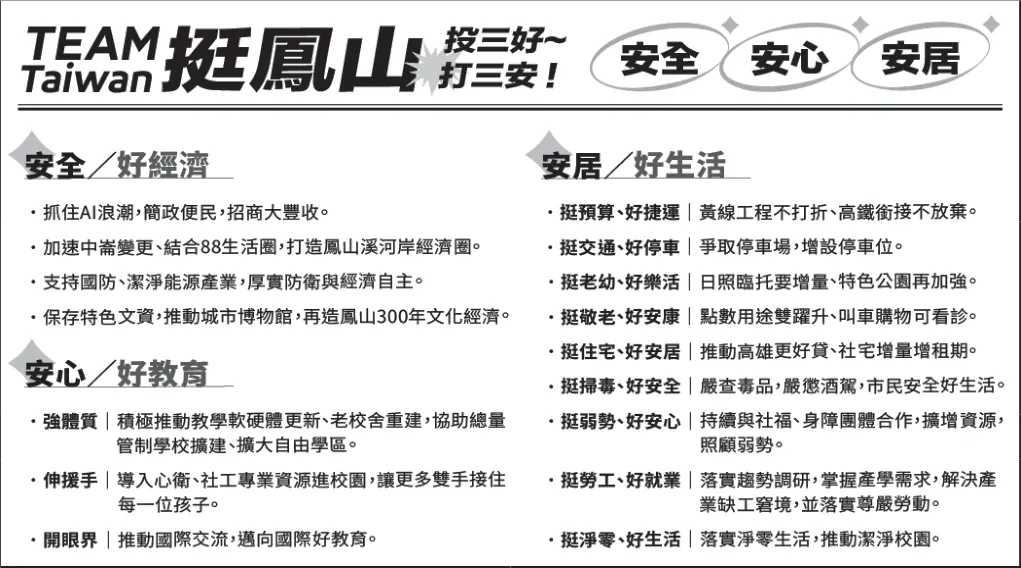 TEAM
Taiwan 挺鳳山 投三好~
打三安！
安全 安心 安居
安全／好經濟
・抓住AI浪潮，簡政便民，招商大豐收。
・加速中崙變更、結合88生活圈，打造鳳山溪河岸經濟圈。
・支持國防、潔淨能源產業，厚實防衛與經濟自主。
・保存特色文資，推動城市博物館，再造鳳山300年文化經濟。
安心／好教育
・強體質｜積極推動教學軟硬體更新、老校舍重建，協助總量
管制學校擴建、擴大自由學區。
・伸援手｜導入心衛、社工專業資源進校園，讓更多雙手接住
每一位孩子。
・開眼界｜推動國際交流，邁向國際好教育。
安居／好生活
・挺預算、好捷運｜黃線工程不打折、高鐵銜接不放棄。
・挺交通、好停車｜爭取停車場，增設停車位。
・挺老幼、好樂活｜日照臨托要增量、特色公園再加強。
・挺敬老、好安康｜點數用途雙躍升、叫車購物可看診。
・挺住宅、好安居｜推動高雄更好貸、社宅增量增租期。
・挺掃毒、好安全｜嚴查毒品，嚴懲酒駕，市民安全好生活。
・挺弱勢、好安心｜持續與社福、身障團體合作，擴增資源，
照顧弱勢。
・挺勞工、好就業｜落實趨勢調研，掌握產學需求，解決產
業缺工窘境，並落實尊嚴勞動。
・挺淨零、好生活｜落實淨零生活，推動潔淨校園。